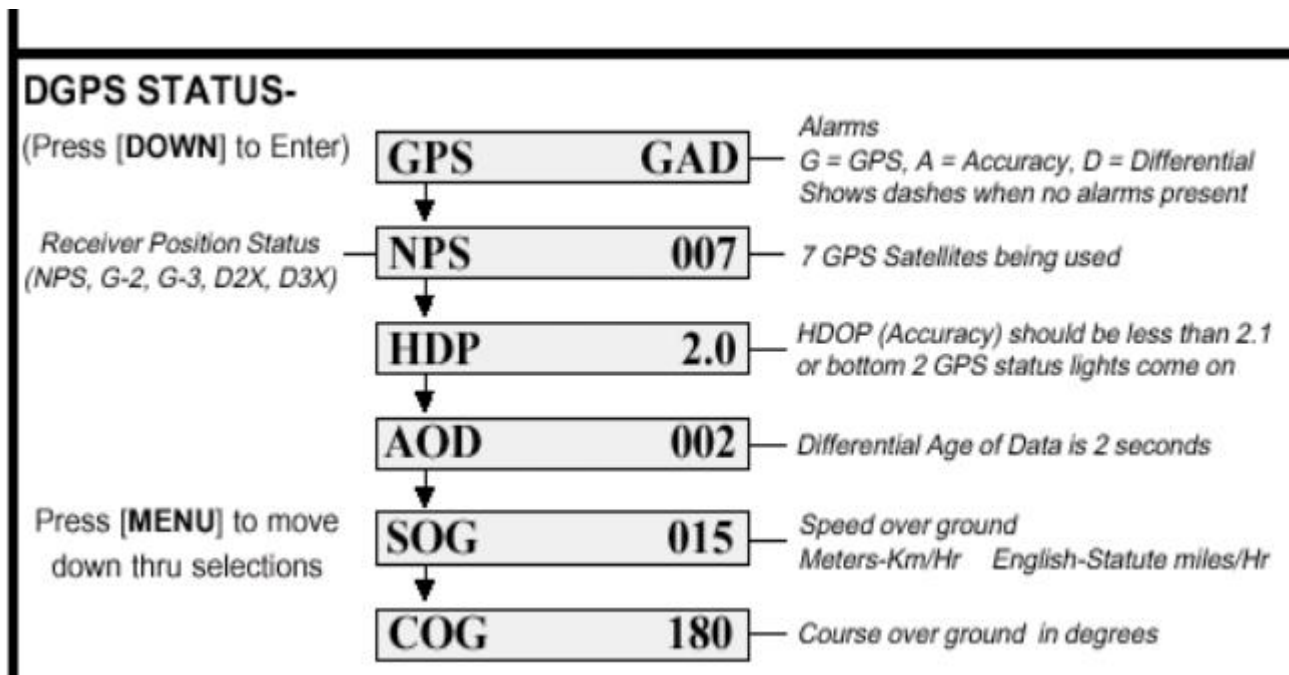 DGPS STATUS-
(Press [DOWN] to Enter)
GPS GAD
Alarms
G = GPS, A = Accuracy, D = Differential
Shows dashes when no alarms present
Receiver Position Status
(NPS, G-2, G-3, D2X, D3X)
NPS 007
7 GPS Satellites being used
HDP 2.0
HDOP (Accuracy) should be less than 2.1
or bottom 2 GPS status lights come on
AOD 002
Differential Age of Data is 2 seconds
Press [MENU] to move
down thru selections
SOG 015
Speed over ground
Meters-Km/Hr English-Statute miles/Hr
COG 180
Course over ground in degrees